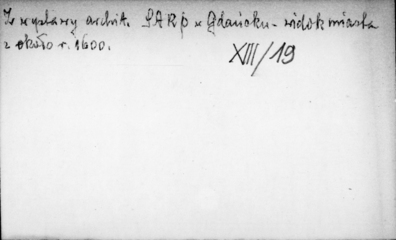 Z wystawy archit. SARP w Gdańsku - widok miasta
z około r. 1600.
XIII/19